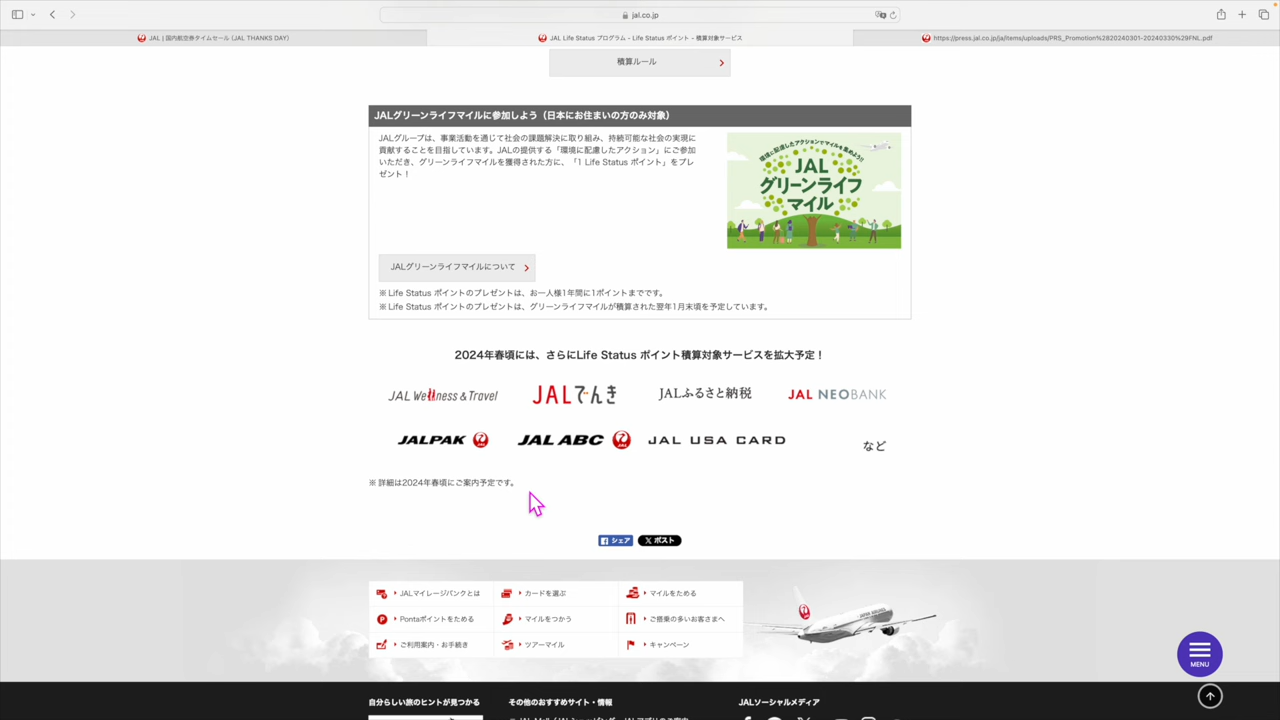 jal.co.jp
JAL | 国内航空券タイムセール (JAL THANKS DAY)
JAL Life Status プログラム - Life Status ポイント - 積算対象サービス
https://press.jal.co.jp/ja/items/uploads/PRS_Promotion%2820240301-20240330%29FNL.pdf
積算ルール
JALグリーンライフマイルに参加しよう（日本にお住まいの方のみ対象）
JALグループは、事業活動を通じて社会の課題解決に取り組み、持続可能な社会の実現に
貢献することを目指しています。JALの提供する「環境に配慮したアクション」にご参加
いただき、グリーンライフマイルを獲得された方に、「1 Life Status ポイント」をプレ
ゼント！
環境に配慮したアクションでマイルを集めよう!!
JAL
グリーンライフ
マイル
JALグリーンライフマイルについて
※ Life Status ポイントのプレゼントは、お一人様1年間に1ポイントまでです。
※ Life Status ポイントのプレゼントは、グリーンライフマイルが積算された翌年1月末頃を予定しています。
2024年春頃には、さらにLife Status ポイント積算対象サービスを拡大予定！
JAL Wellness & Travel
JALでんき
JALふるさと納税
JAL NEOBANK
JALPAK
JAL ABC
JAL USA CARD
など
※ 詳細は2024年春頃にご案内予定です。
シェア
ポスト
JALマイレージバンクとは
カードを選ぶ
マイルをためる
Pontaポイントをためる
マイルをつかう
ご搭乗の多いお客さまへ
ご利用案内・お手続き
ツアーマイル
キャンペーン
JAPAN AIRLINES
MENU
自分らしい旅のヒントが見つかる
その他のおすすめサイト・情報
JALソーシャルメディア